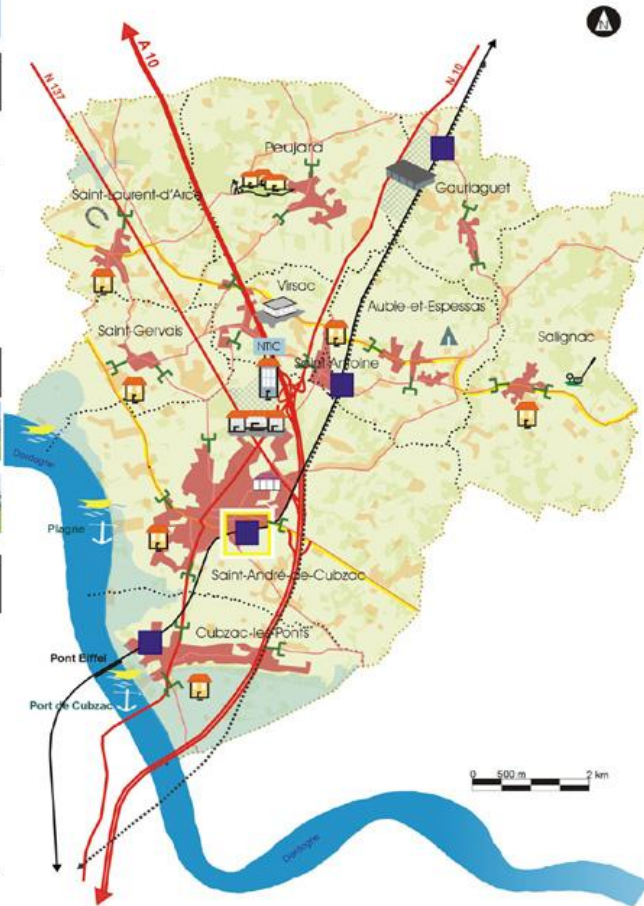 N
A 10
N 137
N 10
Peujard
Gauriaguet
Saint-Laurent-d'Arce
Virsac
Aubie-et-Espessas
Salignac
Saint-Gervais
NTIC
Saint-Antoine
Dordogne
Plagne
Saint-André-de-Cubzac
Cubzac-les-Ponts
Pont Eiffel
Port de Cubzac
0 500 m 2 km
Dordogne